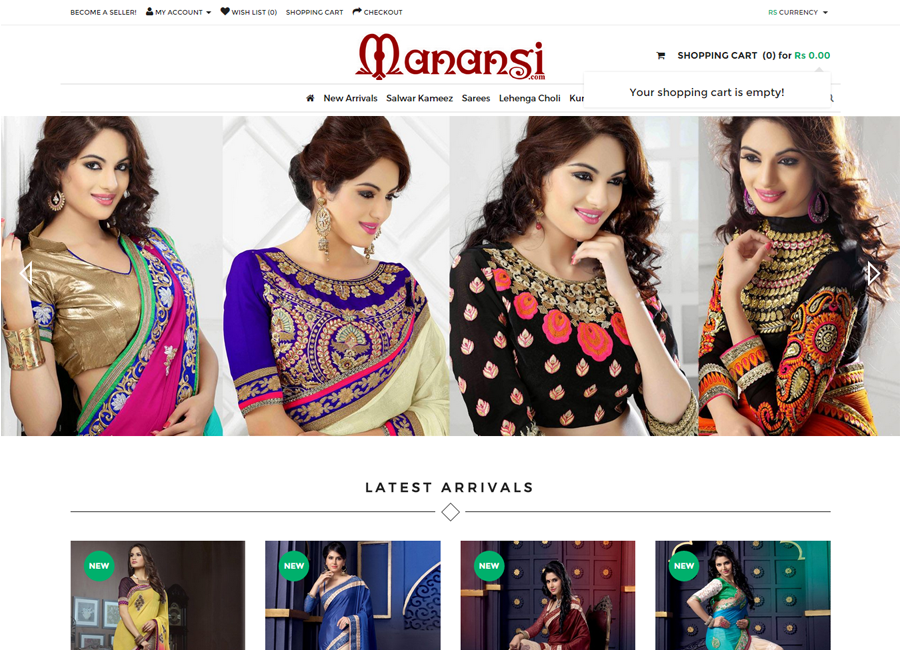 BECOME A SELLER! MY ACCOUNT WISH LIST (0) SHOPPING CART CHECKOUT
RS CURRENCY
Manansi
.com
SHOPPING CART (0) for Rs 0.00
Your shopping cart is empty!
New Arrivals Salwar Kameez Sarees Lehenga Choli
LATEST ARRIVALS
NEW NEW NEW NEW